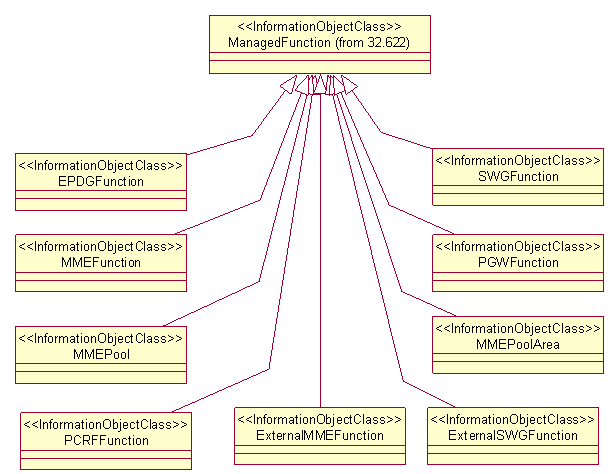 <<InformationObjectClass>>
ManagedFunction (from 32.622)
<<InformationObjectClass>>
EPDGFunction
<<InformationObjectClass>>
SWGFunction
<<InformationObjectClass>>
MMEFunction
<<InformationObjectClass>>
PGWFunction
<<InformationObjectClass>>
MMEPool
<<InformationObjectClass>>
MMEPoolArea
<<InformationObjectClass>>
PCRFFunction
<<InformationObjectClass>>
ExternalMMEFunction
<<InformationObjectClass>>
ExternalSWGFunction